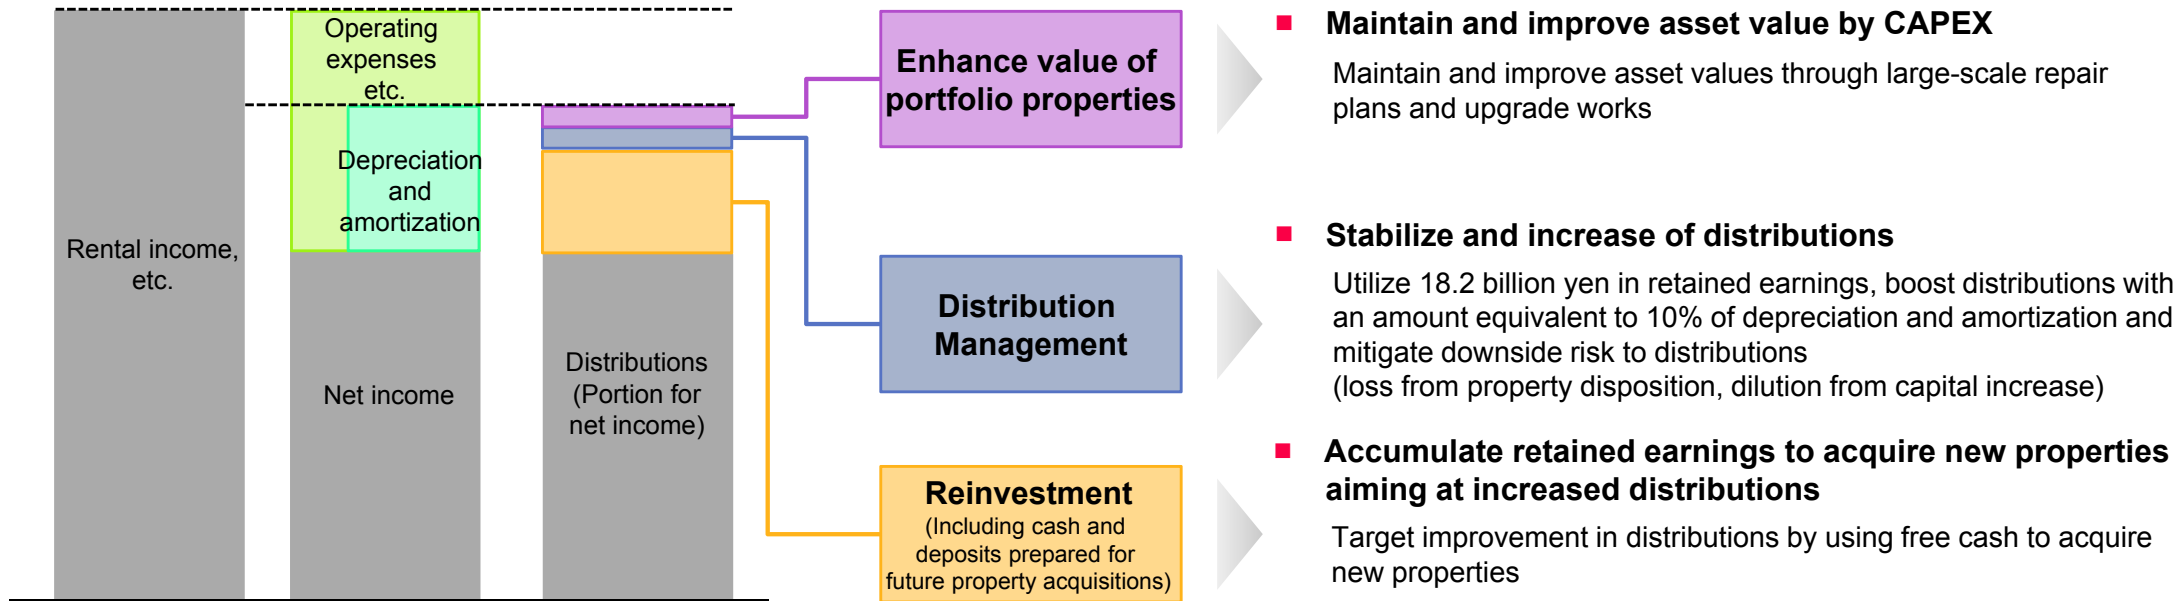 Rental income,
etc.
Operating
expenses
etc.
Depreciation
and
amortization
Net income
Distributions
(Portion for
net income)
Enhance value of
portfolio properties
Distribution
Management
Reinvestment
(Including cash and
deposits prepared for
future property acquisitions)
Maintain and improve asset value by CAPEX
Maintain and improve asset values through large-scale repair
plans and upgrade works
Stabilize and increase of distributions
Utilize 18.2 billion yen in retained earnings, boost distributions with
an amount equivalent to 10% of depreciation and amortization and
mitigate downside risk to distributions
(loss from property disposition, dilution from capital increase)
Accumulate retained earnings to acquire new properties
aiming at increased distributions
Target improvement in distributions by using free cash to acquire
new properties